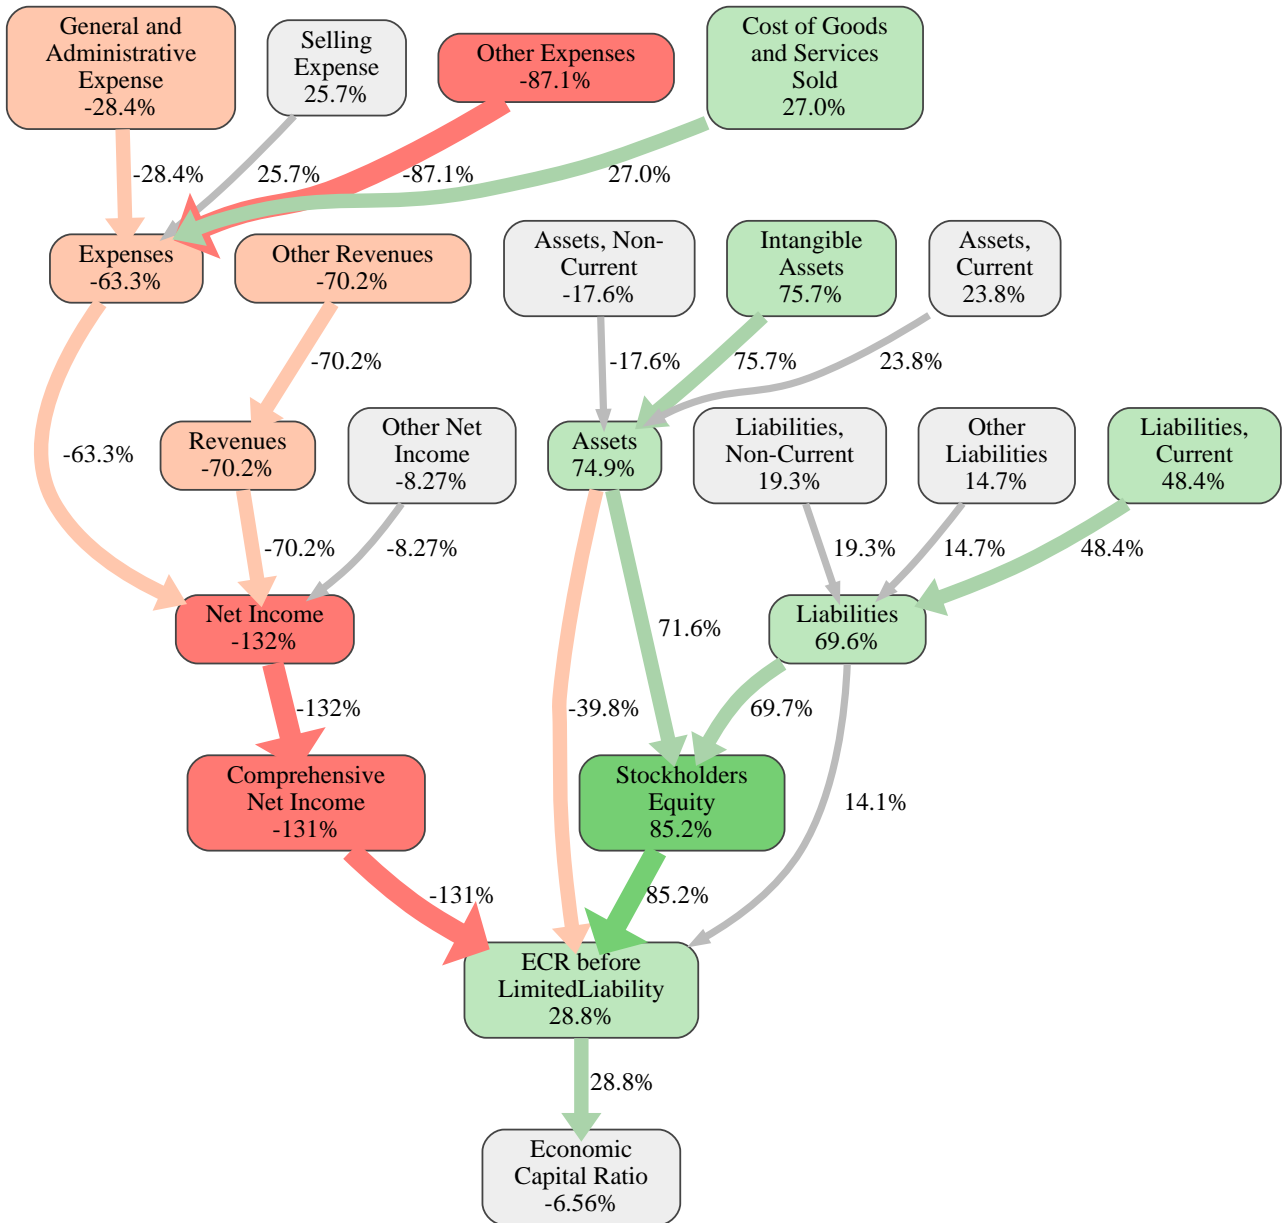 General and
Administrative
Expense
-28.4%
Selling
Expense
25.7%
Other Expenses
-87.1%
Cost of Goods
and Services
Sold
27.0%
-28.4%
25.7%
-87.1%
27.0%
Expenses
-63.3%
Other Revenues
-70.2%
Assets, Non-
Current
-17.6%
Intangible
Assets
75.7%
Assets,
Current
23.8%
-70.2%
-17.6%
75.7%
23.8%
-63.3%
Revenues
-70.2%
Other Net
Income
-8.27%
Assets
74.9%
Liabilities,
Non-Current
19.3%
Other
Liabilities
14.7%
Liabilities,
Current
48.4%
-70.2%
-8.27%
19.3%
14.7%
48.4%
Net Income
-132%
71.6%
Liabilities
69.6%
-132%
-39.8%
69.7%
Comprehensive
Net Income
-131%
Stockholders
Equity
85.2%
14.1%
-131%
85.2%
ECR before
LimitedLiability
28.8%
28.8%
Economic
Capital Ratio
-6.56%